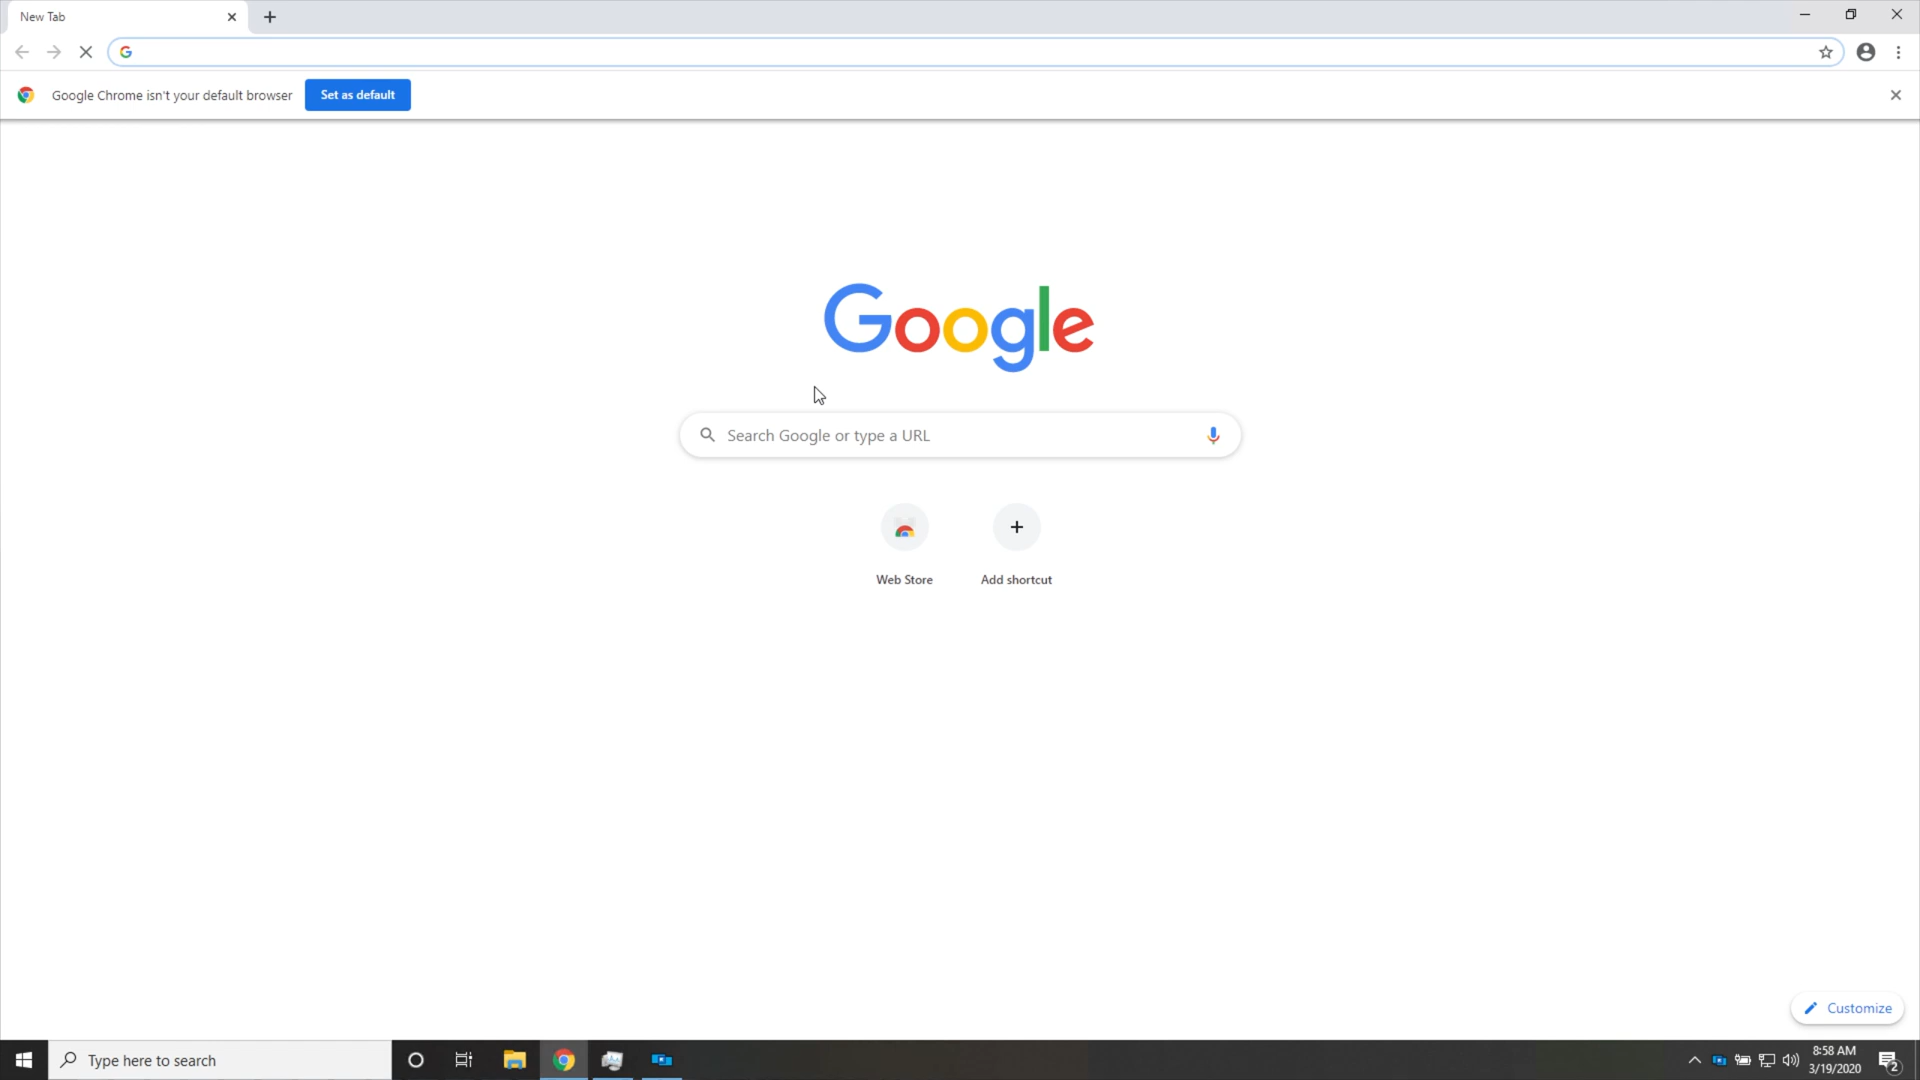 New Tab
Google Chrome isn't your default browser Set as default
Google
Search Google or type a URL
Web Store Add shortcut
Customize
Type here to search
8:58 AM
3/19/2020
2